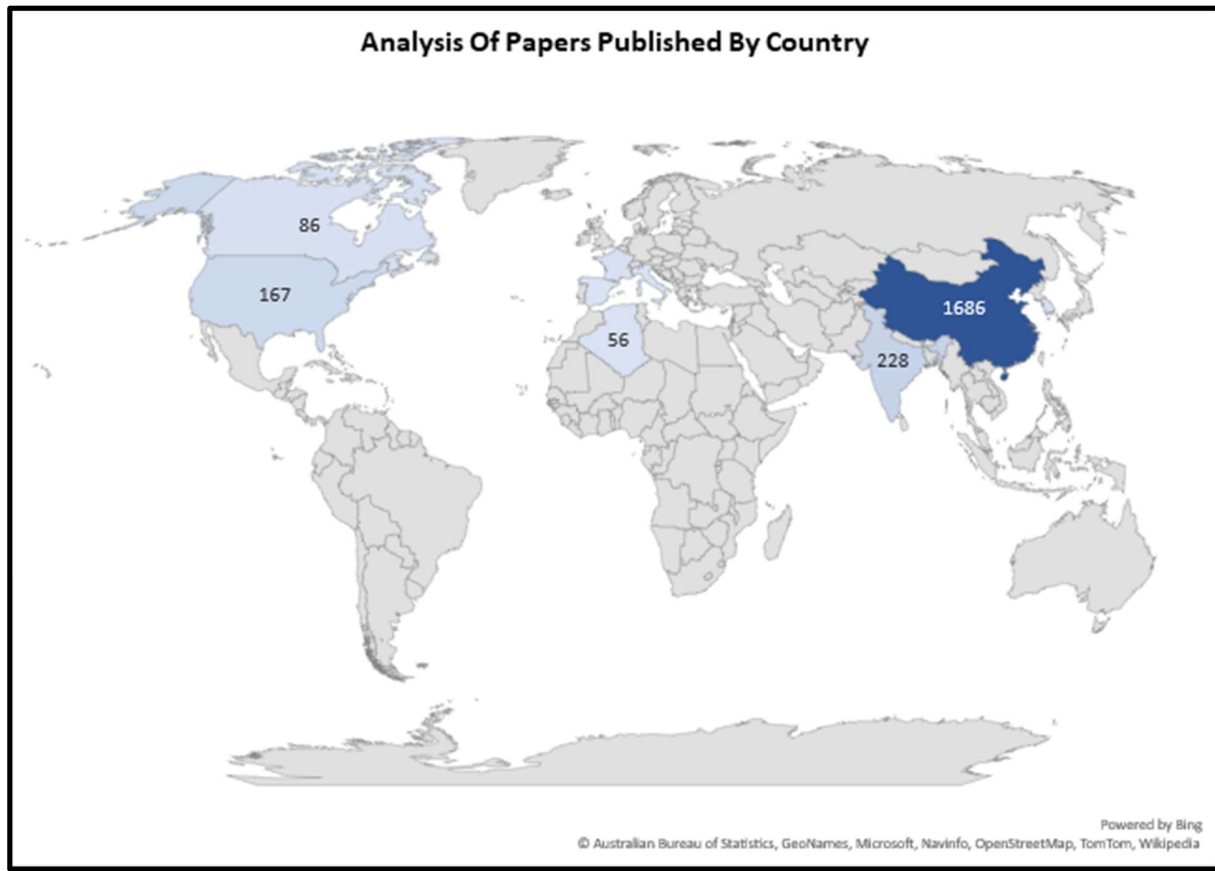 Analysis Of Papers Published By Country
86
167
56
1686
228
Powered by Bing
© Australian Bureau of Statistics, GeoNames, Microsoft, Navinfo, OpenStreetMap, TomTom, Wikipedia